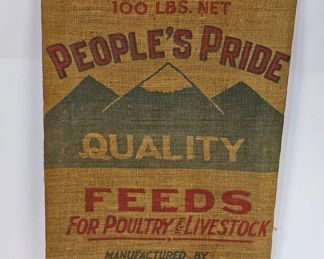 100 LBS. NET
PEOPLE'S PRIDE
QUALITY
FEEDS
FOR POULTRY & LIVESTOCK
MANUFACTURED BY